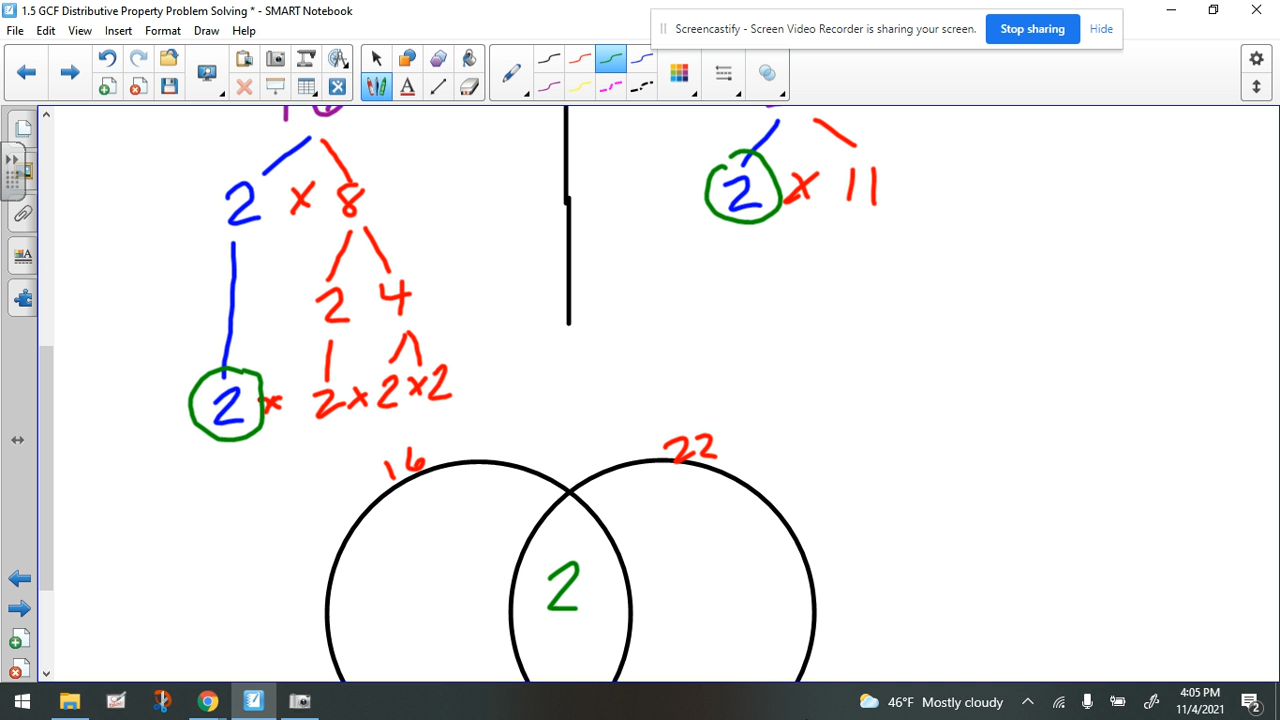 1.5 GCF Distributive Property Problem Solving * - SMART Notebook
Screencastify - Screen Video Recorder is sharing your screen. Stop sharing Hide
File Edit View Insert Format Draw Help
16
2 x 8
2 x 11
2 4
2 x 2 x 2 x 2
16
22
2
46°F Mostly cloudy
4:05 PM
11/4/2021
2